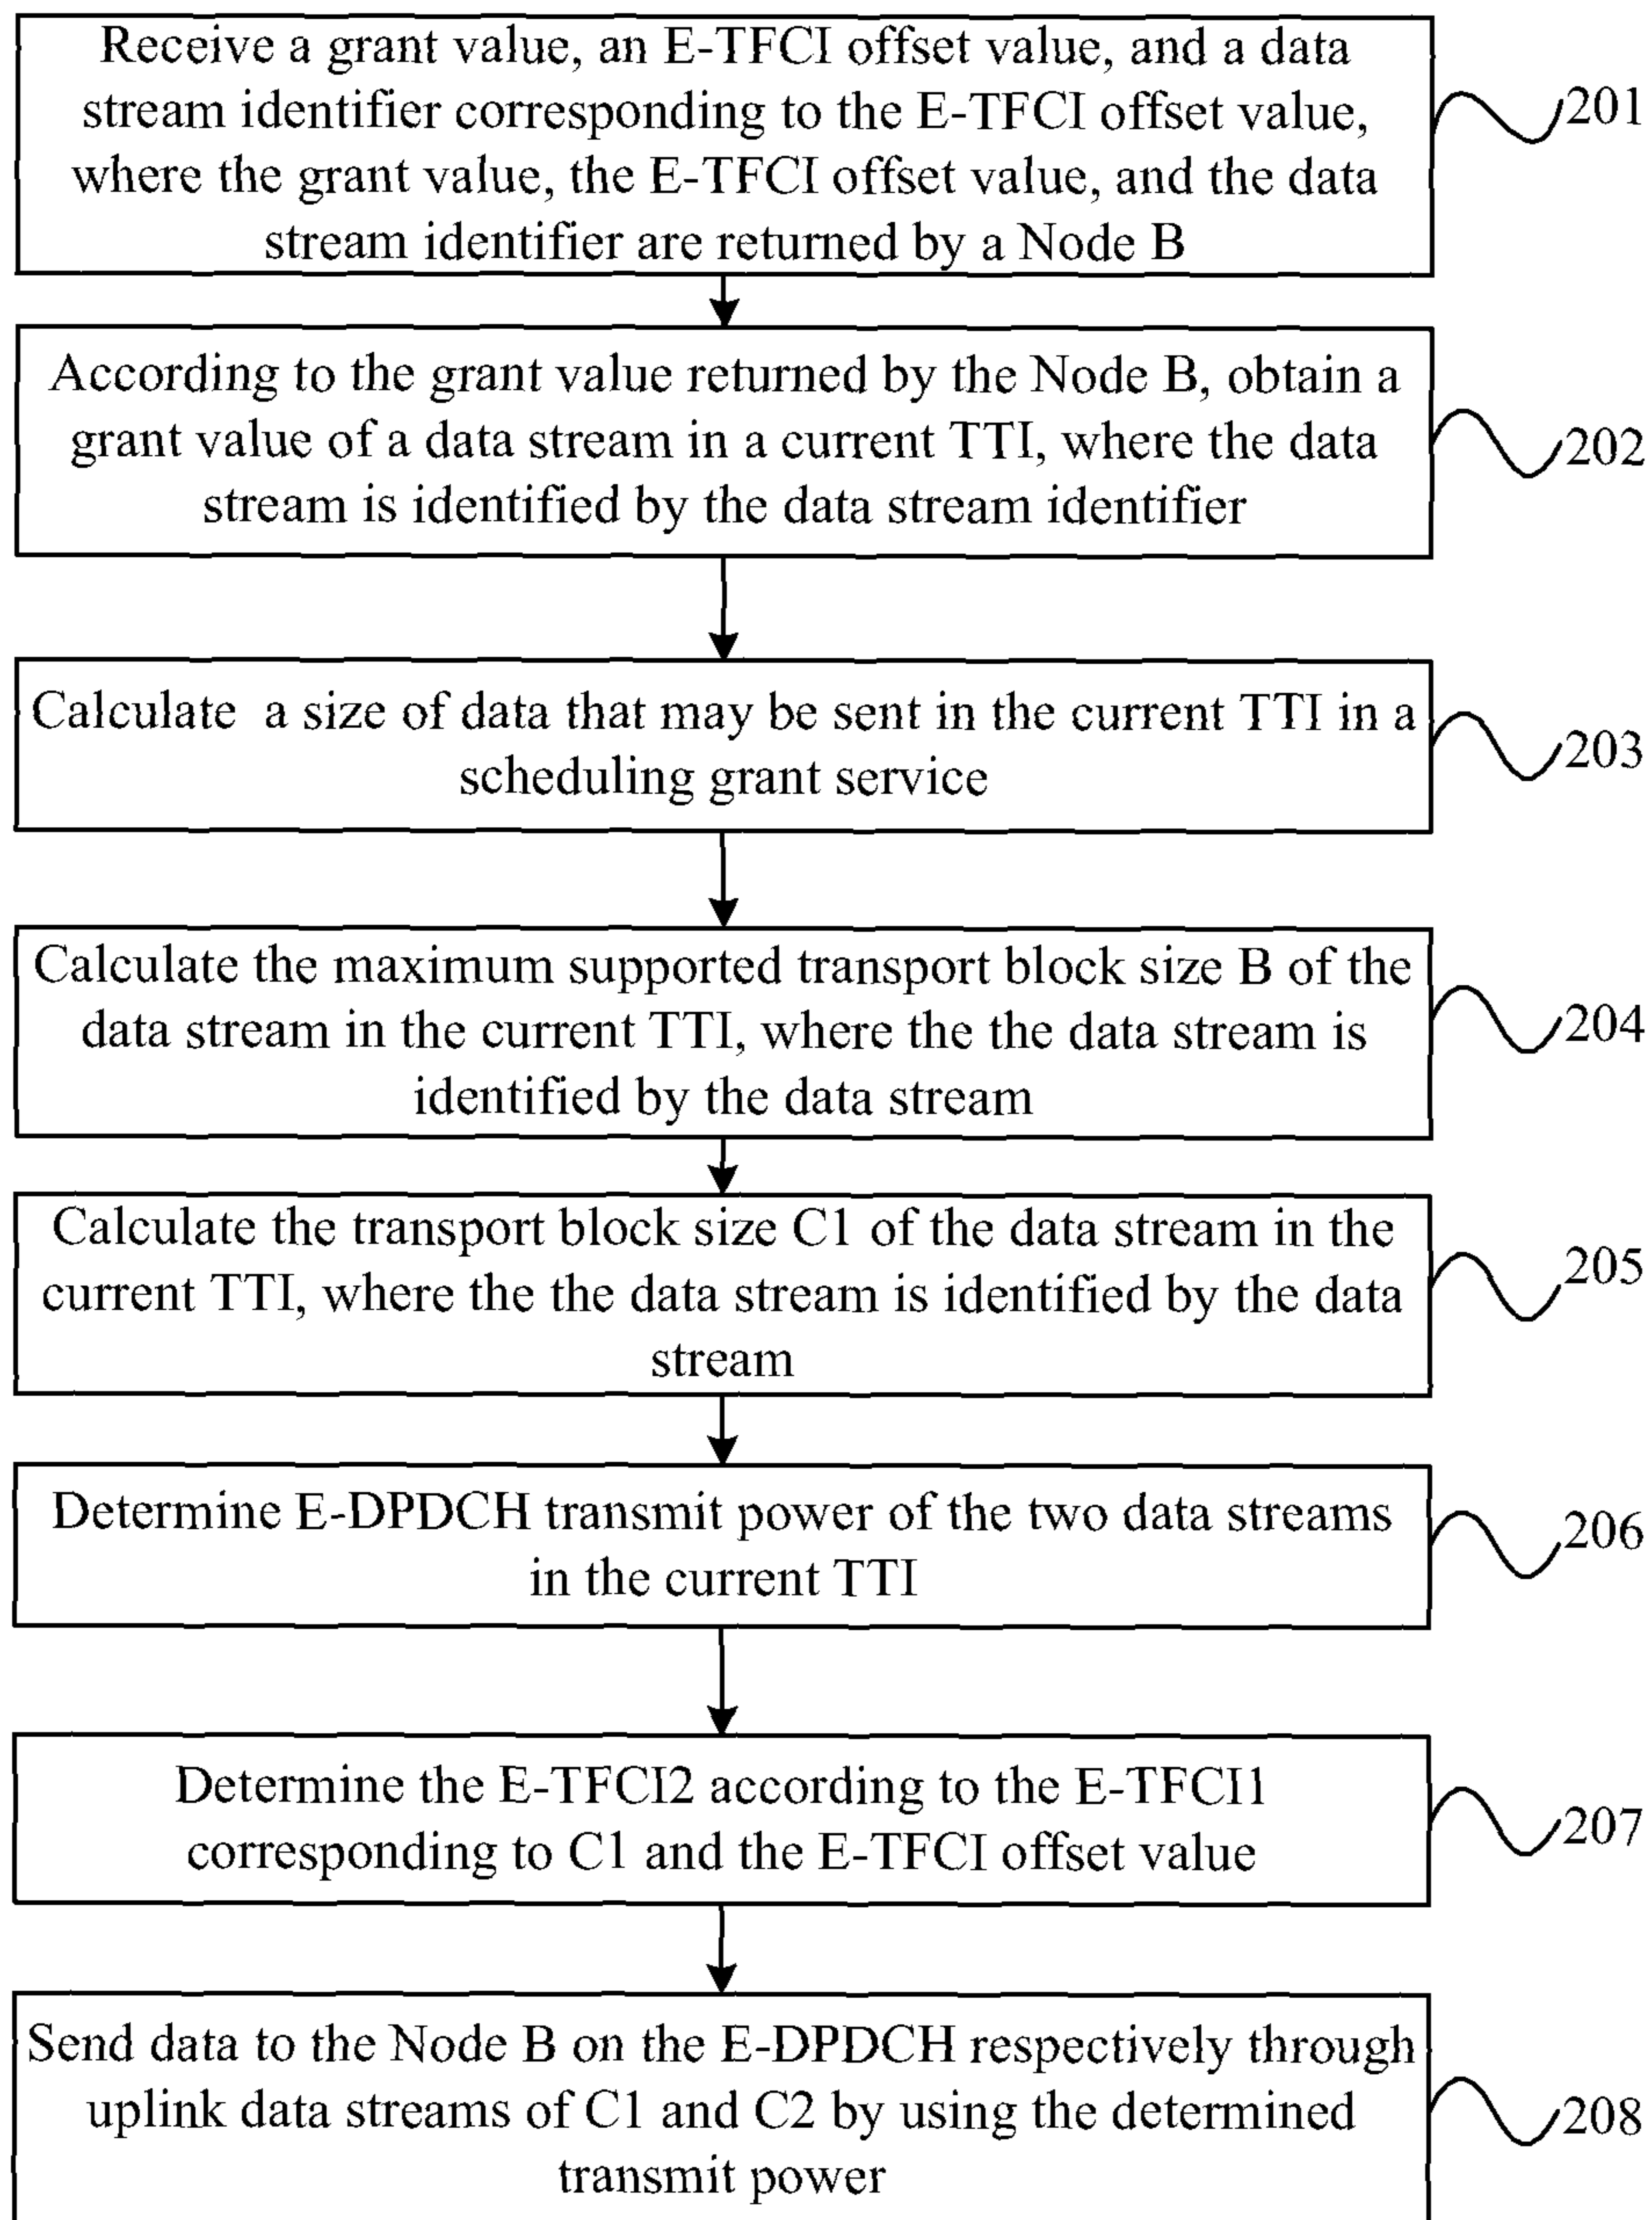 Receive a grant value, an E-TFCI offset value, and a data
stream identifier corresponding to the E-TFCI offset value,
where the grant value, the E-TFCI offset value, and the data
stream identifier are returned by a Node B
201
According to the grant value returned by the Node B, obtain a
grant value of a data stream in a current TTI, where the data
stream is identified by the data stream identifier
202
Calculate a size of data that may be sent in the current TTI in a
scheduling grant service
203
Calculate the maximum supported transport block size B of the
data stream in the current TTI, where the the data stream is
identified by the data stream
204
Calculate the transport block size C1 of the data stream in the
current TTI, where the the data stream is identified by the data
stream
205
Determine E-DPDCH transmit power of the two data streams
in the current TTI
206
Determine the E-TFCI2 according to the E-TFCI1
corresponding to C1 and the E-TFCI offset value
207
Send data to the Node B on the E-DPDCH respectively through
uplink data streams of C1 and C2 by using the determined
transmit power
208